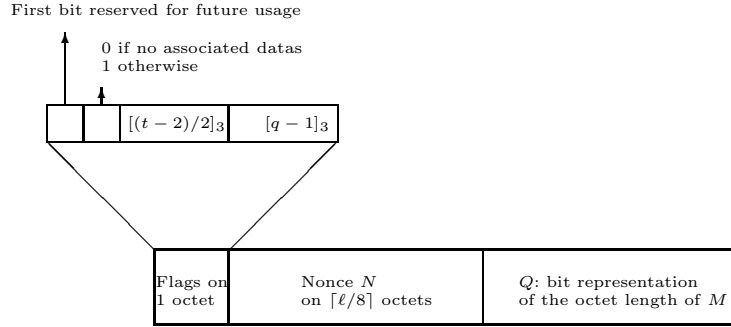 First bit reserved for future usage
0 if no associated datas
1 otherwise
[(t − 2)/2]₃ [q − 1]₃
Flags on
1 octet
Nonce N
on ⌈ℓ/8⌉ octets
Q: bit representation
of the octet length of M